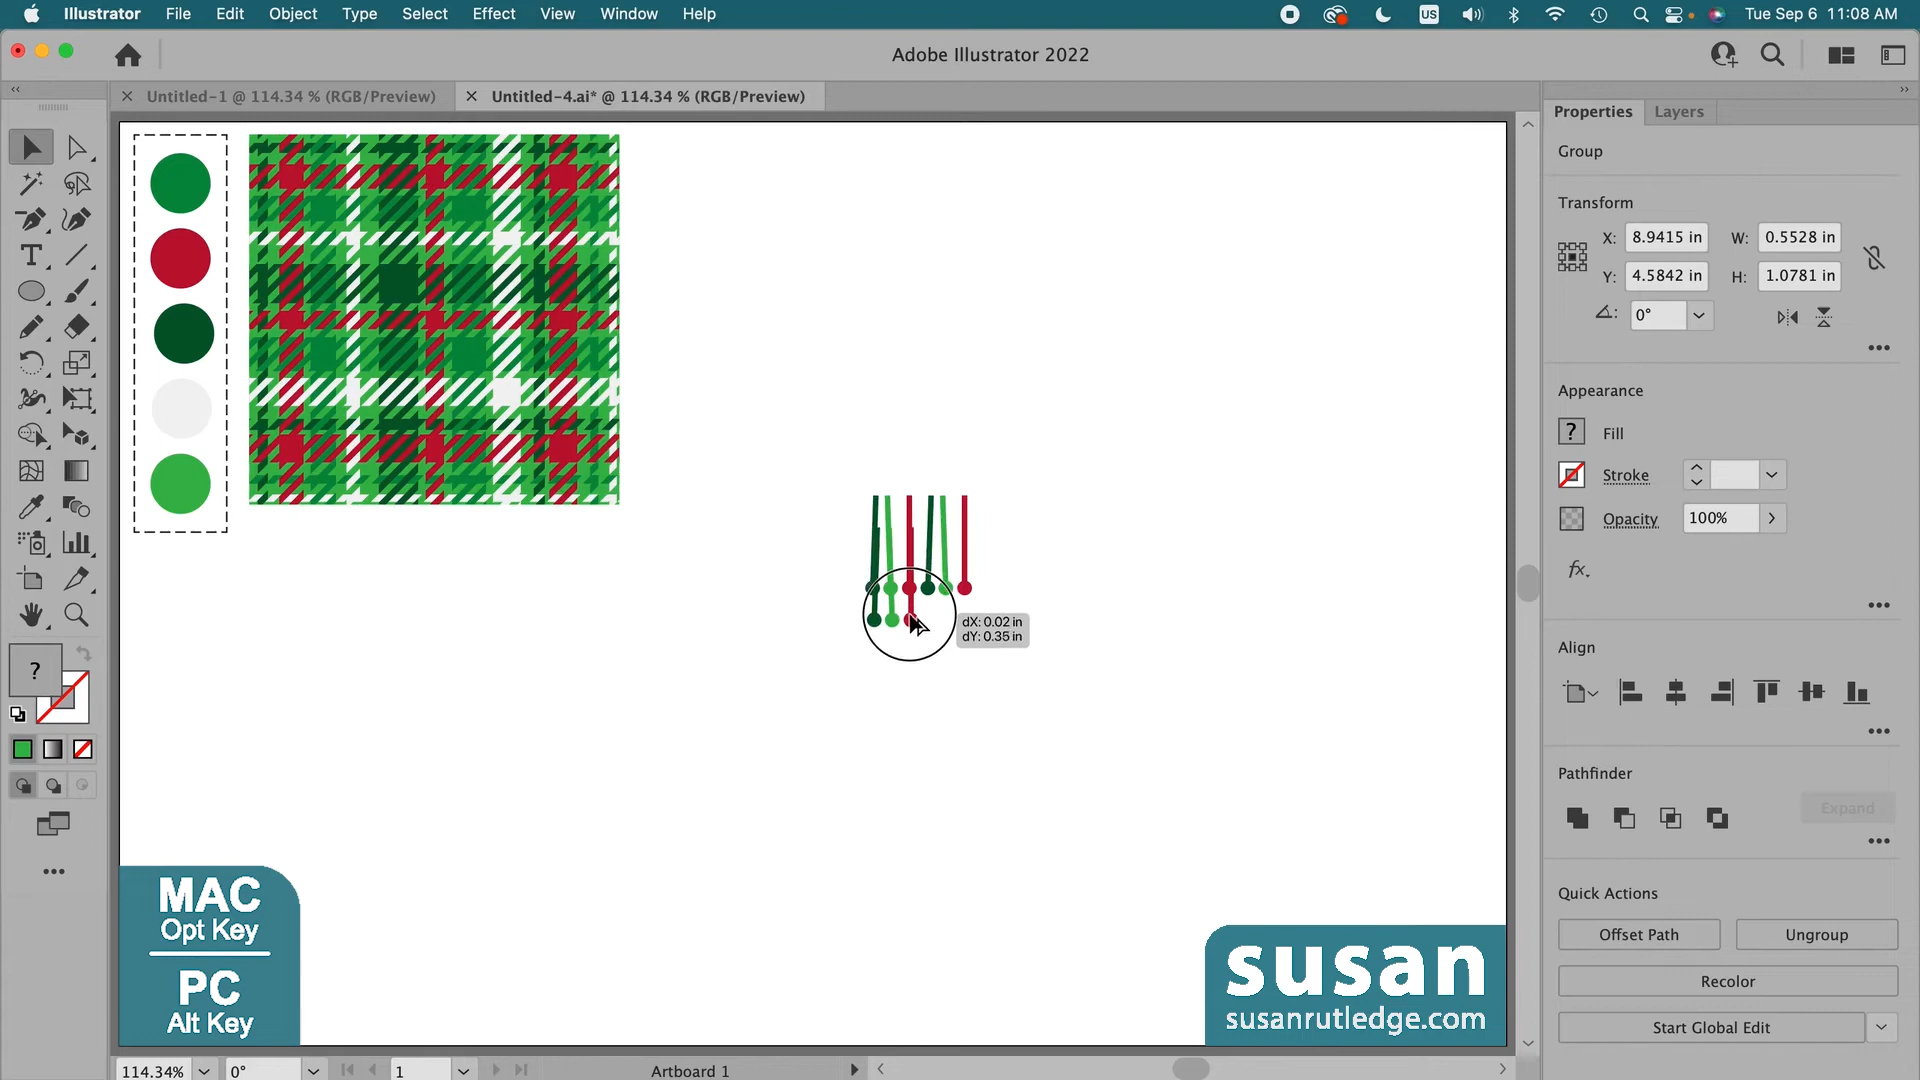 Illustrator File Edit Object Type Select Effect View Window Help US Tue Sep 6 11:08 AM
Adobe Illustrator 2022
Untitled-1 @ 114.34 % (RGB/Preview) Untitled-4.ai* @ 114.34 % (RGB/Preview)
Properties Layers
Group
Transform
X: 8.9415 in W: 0.5528 in
Y: 4.5842 in H: 1.0781 in
0°
Appearance
? Fill
Stroke
Opacity 100%
fx.
dX: 0.02 in
dY: 0.35 in
Align
?
Pathfinder
Expand
Quick Actions
Offset Path Ungroup
Recolor
Start Global Edit
MAC
Opt Key
PC
Alt Key
susan
susanrutledge.com
114.34% 0° 1 Artboard 1